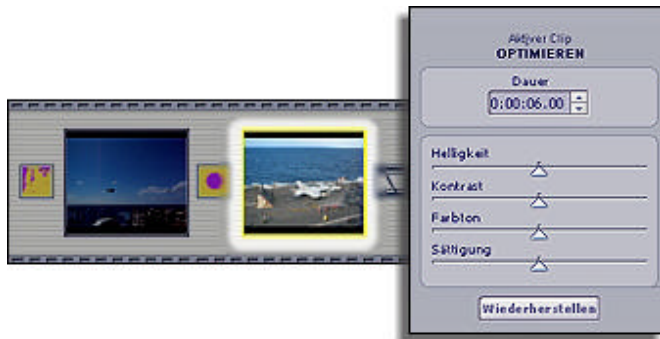 Aktiver Clip
OPTIMIEREN
Dauer
0:00:06.00
Helligkeit
Kontrast
Farbton
Sättigung
Wiederherstellen